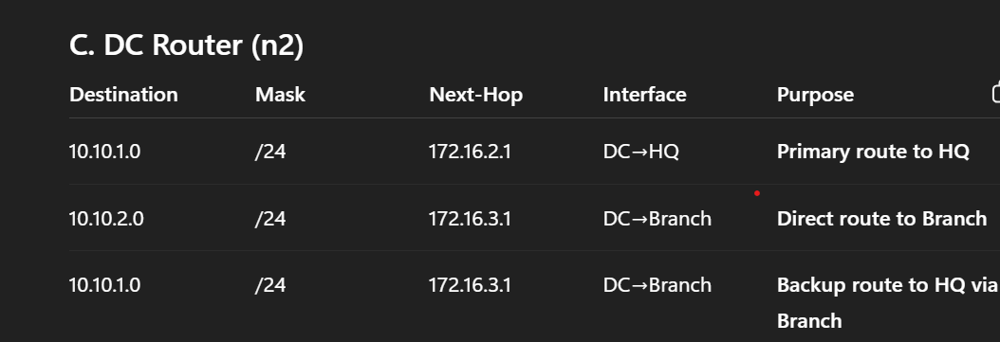 C. DC Router (n2)
Destination Mask Next-Hop Interface Purpose
10.10.1.0 /24 172.16.2.1 DC→HQ Primary route to HQ
10.10.2.0 /24 172.16.3.1 DC→Branch Direct route to Branch
10.10.1.0 /24 172.16.3.1 DC→Branch Backup route to HQ via
Branch